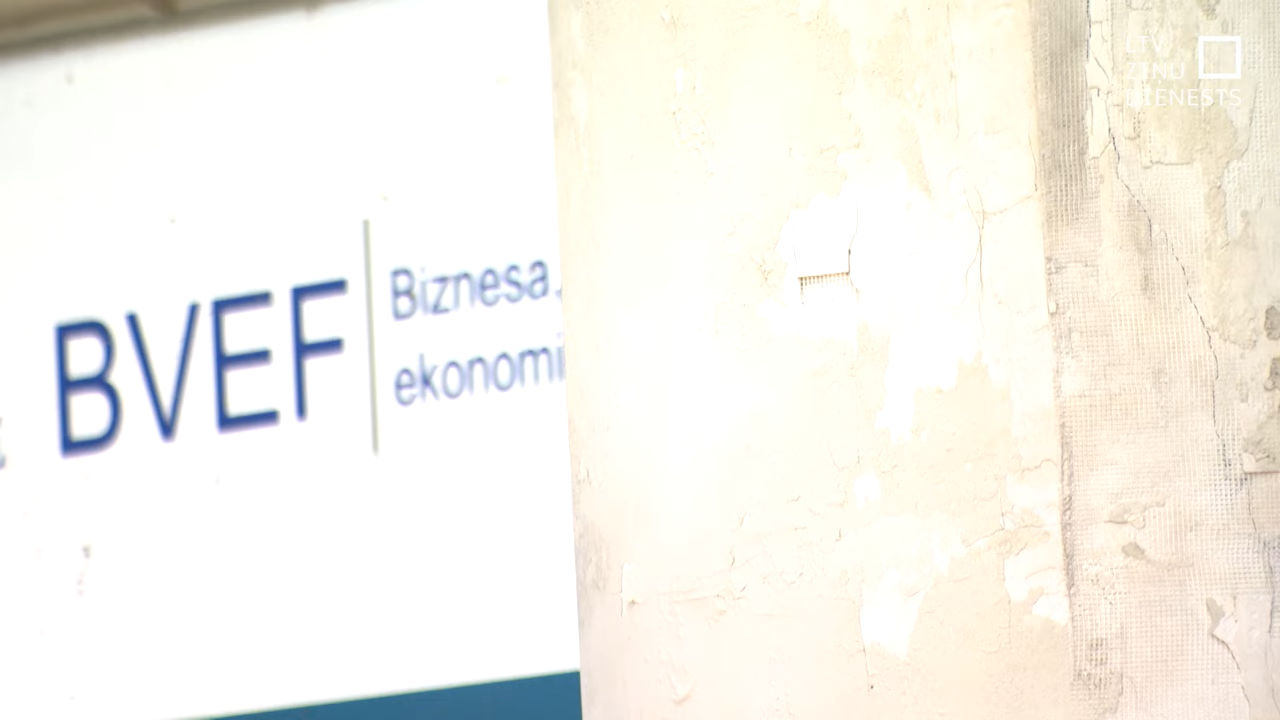 BVEF
Biznesa,
ekonomi
LTV
ZIŅU
DIENESTS